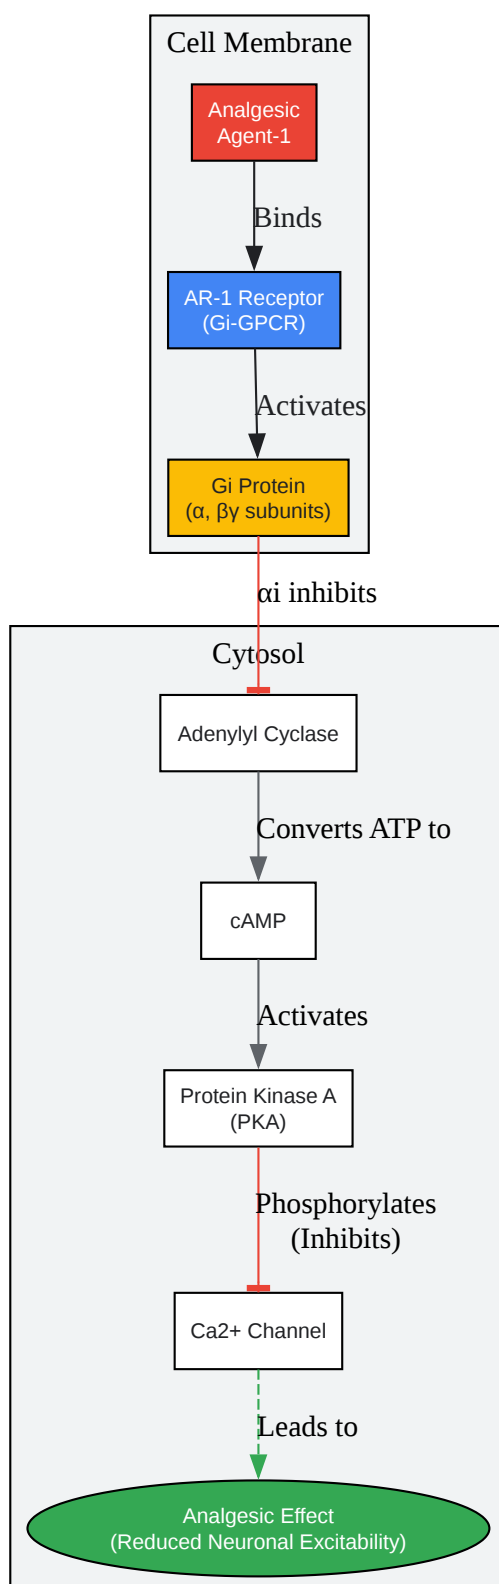 Cell Membrane
Analgesic
Agent-1
Binds
AR-1 Receptor
(Gi-GPCR)
Activates
Gi Protein
(α, βγ subunits)
αi inhibits
Cytosol
Adenylyl Cyclase
Converts ATP to
cAMP
Activates
Protein Kinase A
(PKA)
Phosphorylates
(Inhibits)
Ca2+ Channel
Leads to
Analgesic Effect
(Reduced Neuronal Excitability)